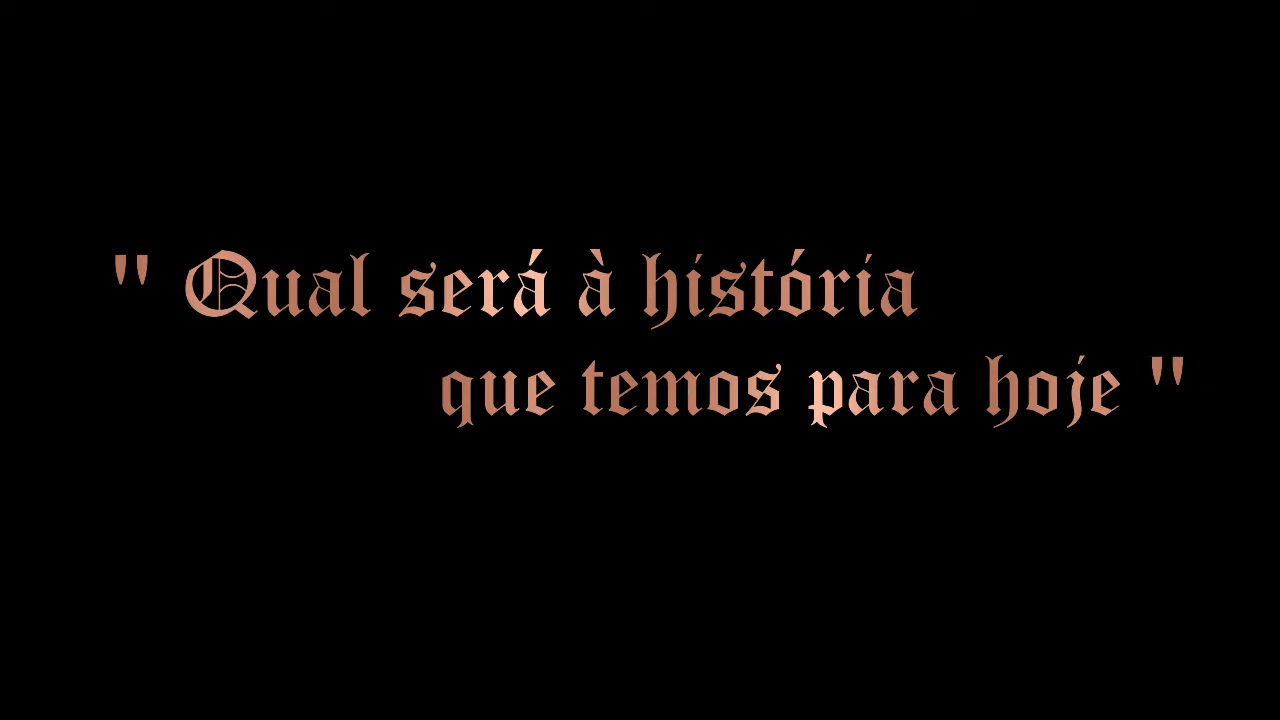 " Qual será à história
que temos para hoje "